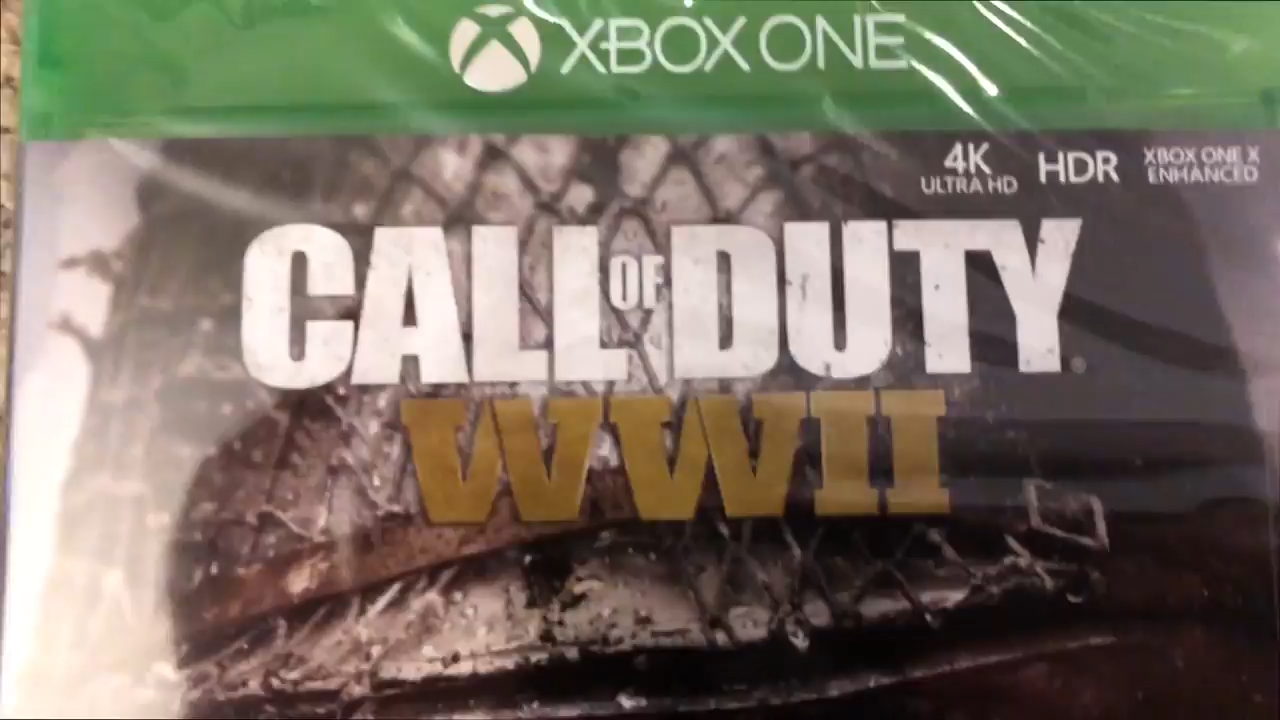 XBOX ONE
4K
ULTRA HD
HDR
XBOX ONE X
ENHANCED
CALL OF DUTY
WWII